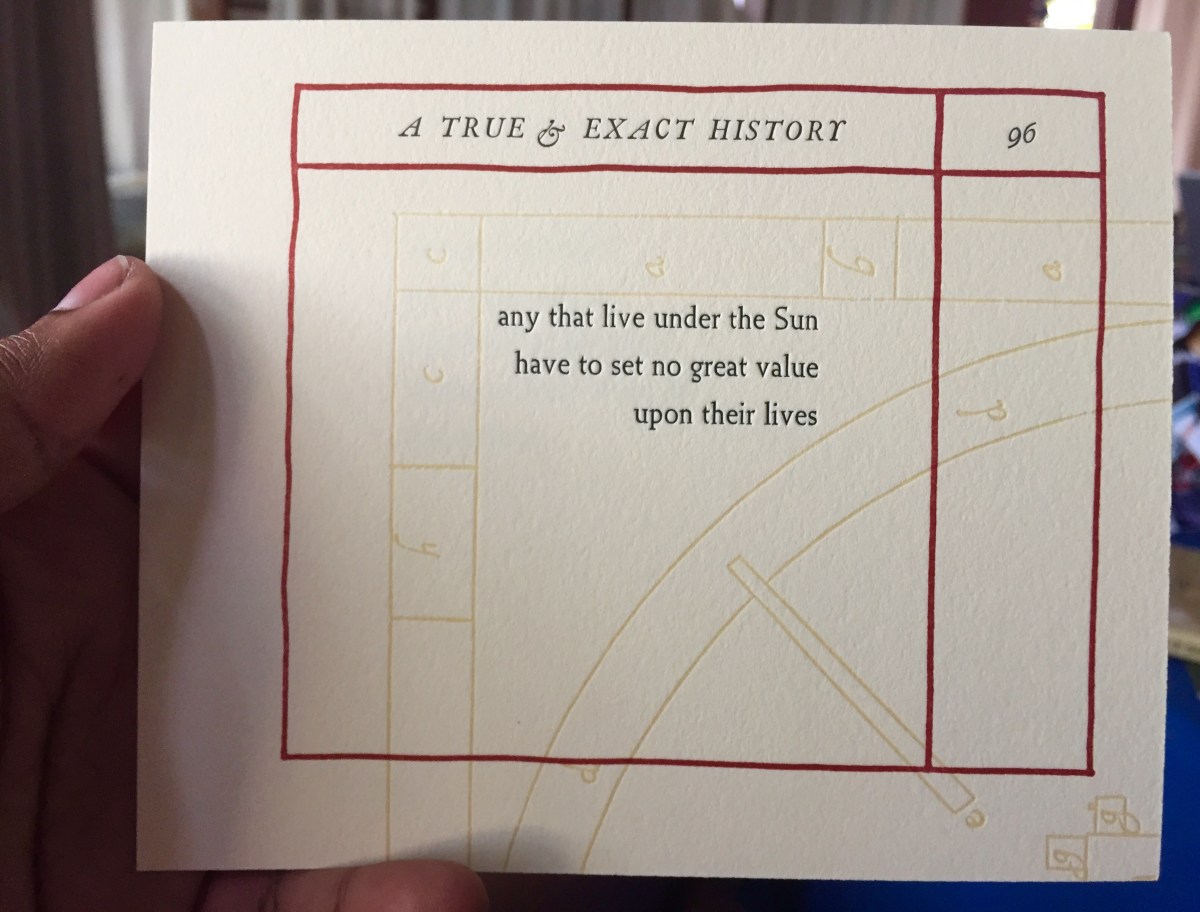 A TRUE & EXACT HISTORY
96
any that live under the Sun
have to set no great value
upon their lives
c
a
b
a
c
d
h
a
e
g
g